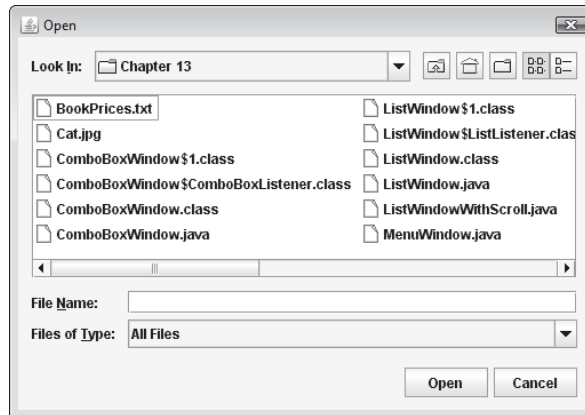 Open
Look In: Chapter 13
BookPrices.txt
Cat.jpg
ComboBoxWindow$1.class
ComboBoxWindow$ComboBoxListener.class
ComboBoxWindow.class
ComboBoxWindow.java
ListWindow$1.class
ListWindow$ListListener.clas
ListWindow.class
ListWindow.java
ListWindowWithScroll.java
MenuWindow.java
File Name:
Files of Type: All Files
Open Cancel